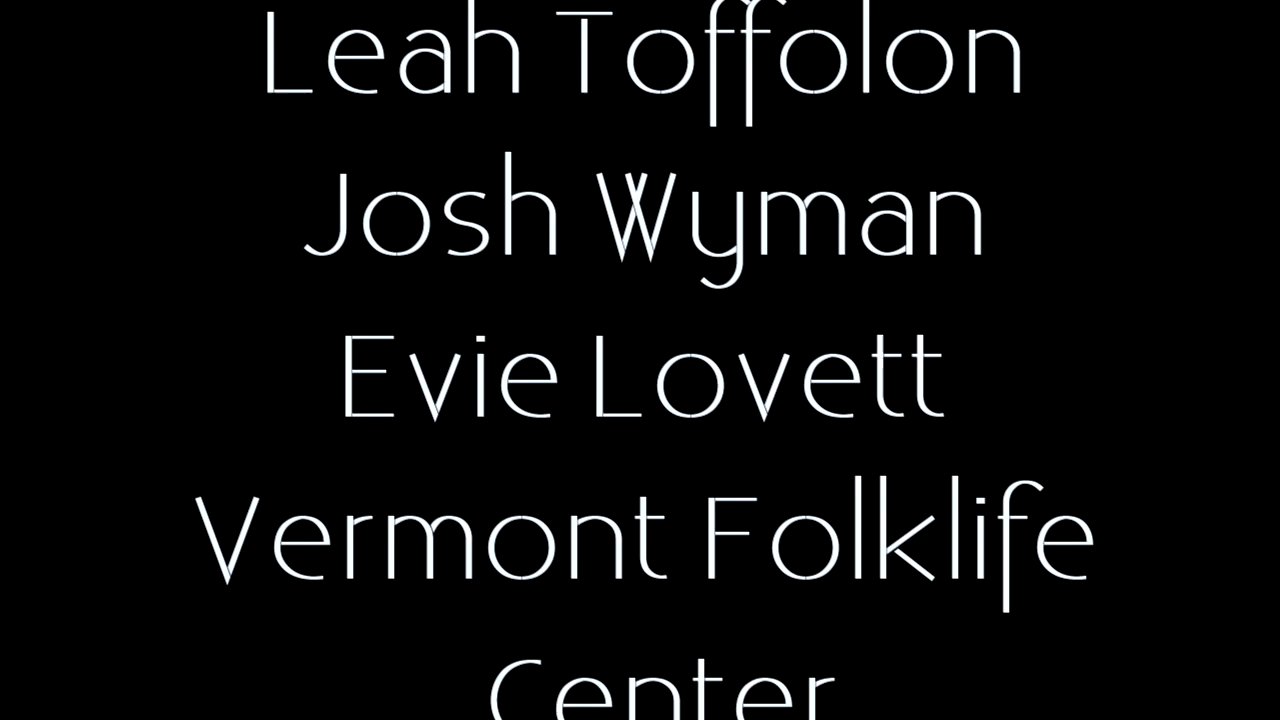 Leah Toffolon
Josh Wyman
Evie Lovett
Vermont Folklife
Center